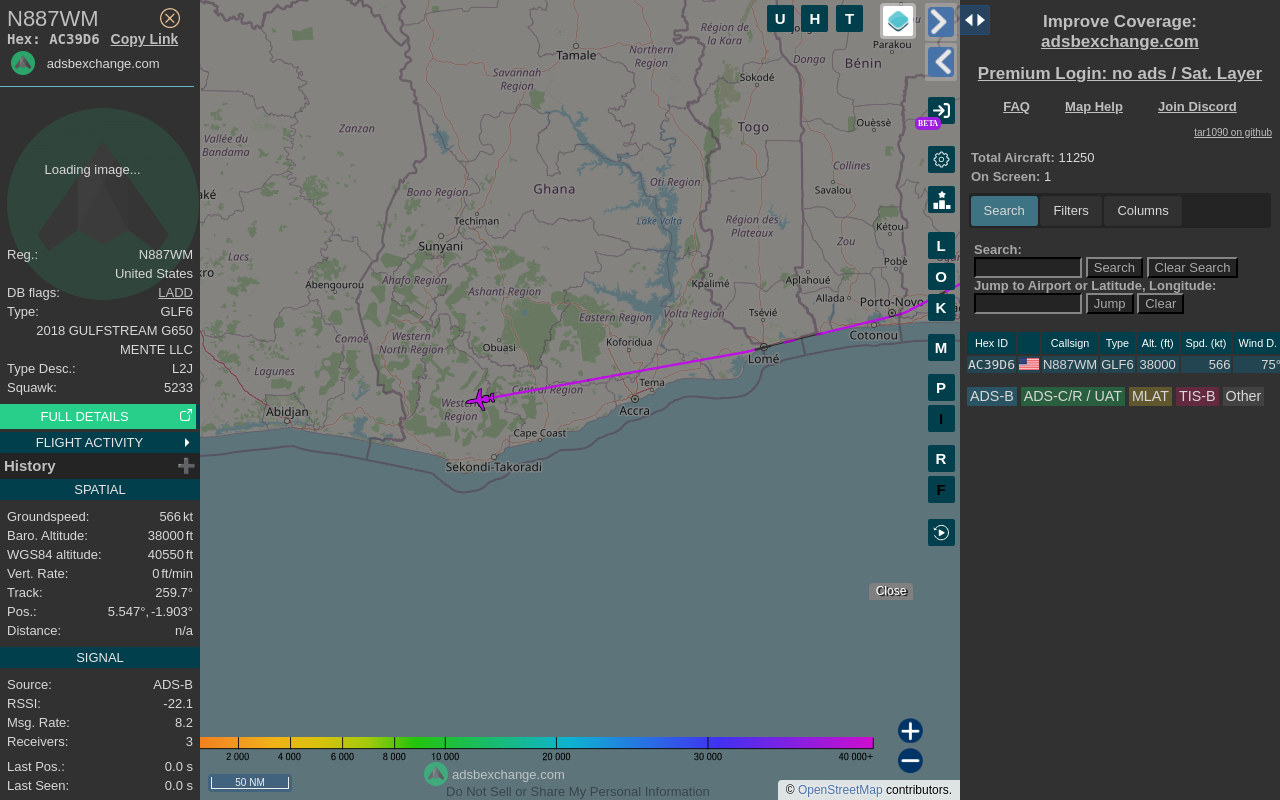 N887WM
Hex: AC39D6 Copy Link
adsbexchange.com
Loading image...
Reg.: N887WM
United States
DB flags: LADD
Type: GLF6
2018 GULFSTREAM G650
MENTE LLC
Type Desc.: L2J
Squawk: 5233
FULL DETAILS
FLIGHT ACTIVITY
History
SPATIAL
Groundspeed: 566 kt
Baro. Altitude: 38000 ft
WGS84 altitude: 40550 ft
Vert. Rate: 0 ft/min
Track: 259.7°
Pos.: 5.547°, -1.903°
Distance: n/a
SIGNAL
Source: ADS-B
RSSI: -22.1
Msg. Rate: 8.2
Receivers: 3
Last Pos.: 0.0 s
Last Seen: 0.0 s
U H T
Région de
la Kara
Tamale
Northern
Region
Parakou
Donga
Bénin
Savannah
Region
Sokodé
Togo
Ouèssè
Zanzan
Vallée du
Bandama
Collines
Oti Region
Savalou
Bono Region
Ghana
Techiman
Lake Volta
Région des
Plateaux
Kétou
Sunyani
Zou
Lacs
Pobè
Ahafo Region
Abengourou
Ashanti Region
Kpalimé
Aplahoué
Allada
Porto-Novo
Eastern Region
Volta Region
Tsévié
Comoé
Western
North Region
Koforidua
Obuasi
Cotonou
Lomé
Lagunes
Tema
Central Region
Western
Region
Accra
Abidjan
Cape Coast
Sekondi-Takoradi
BETA
L
O
K
M
P
I
R
F
Close
2 000 4 000 6 000 8 000 10 000 20 000 30 000 40 000+
50 NM
adsbexchange.com
Do Not Sell or Share My Personal Information
© OpenStreetMap contributors.
Improve Coverage:
adsbexchange.com
Premium Login: no ads / Sat. Layer
FAQ Map Help Join Discord
tar1090 on github
Total Aircraft: 11250
On Screen: 1
Search Filters Columns
Search:
Search Clear Search
Jump to Airport or Latitude, Longitude:
Jump Clear
Hex ID Callsign Type Alt. (ft) Spd. (kt) Wind D.
AC39D6 N887WM GLF6 38000 566 75°
ADS-B ADS-C/R / UAT MLAT TIS-B Other